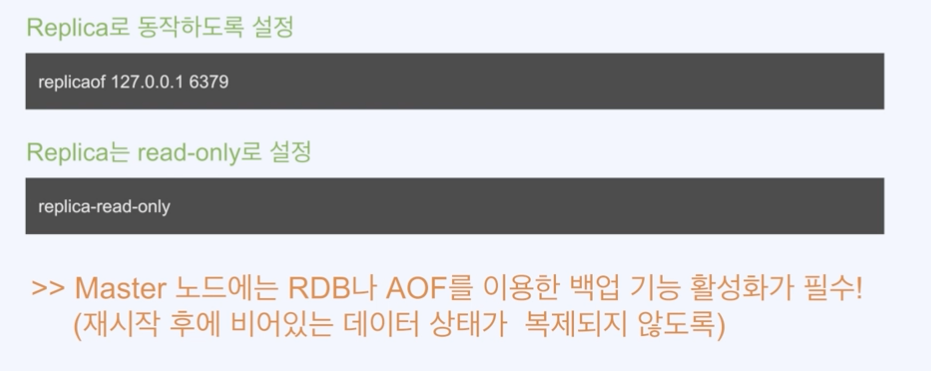 Replica로 동작하도록 설정
replicaof 127.0.0.1 6379
Replica는 read-only로 설정
replica-read-only
>> Master 노드에는 RDB나 AOF를 이용한 백업 기능 활성화가 필수!
(재시작 후에 비어있는 데이터 상태가 복제되지 않도록)